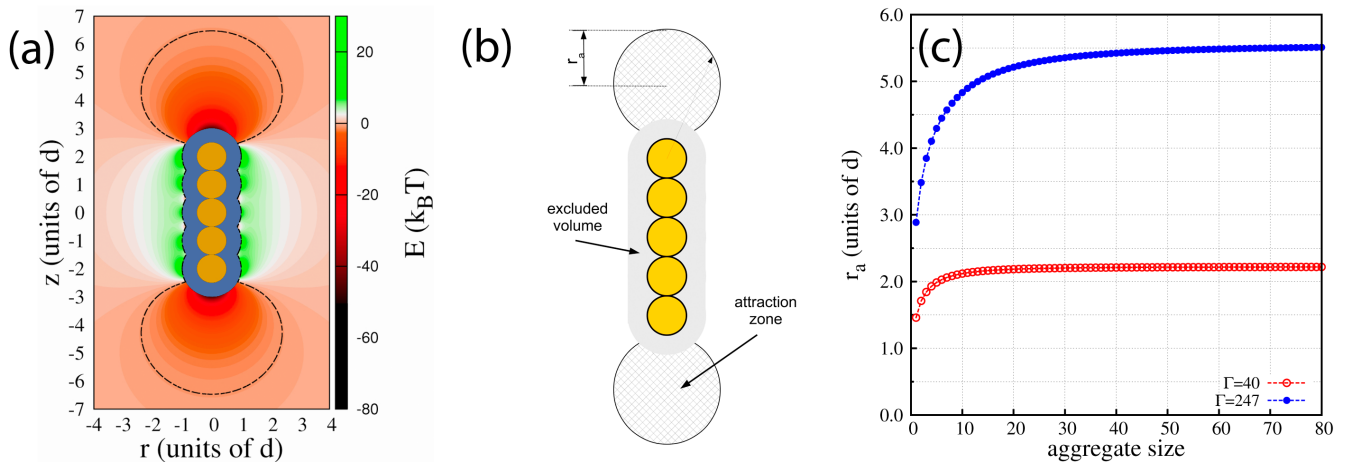 (a)
7
6
5
4
3
2
1
0
-1
-2
-3
-4
-5
-6
-7
z (units of d)
-4 -3 -2 -1 0 1 2 3 4
r (units of d)
20
0
-20
-40
-60
-80
E (k_BT)
(b)
r_a
excluded
volume
attraction
zone
(c)
5.0
6.0
4.0
3.0
2.0
1.0
0.0
r_a (units of d)
0 10 20 30 40 50 60 70 80
aggregate size
Γ=40
Γ=247